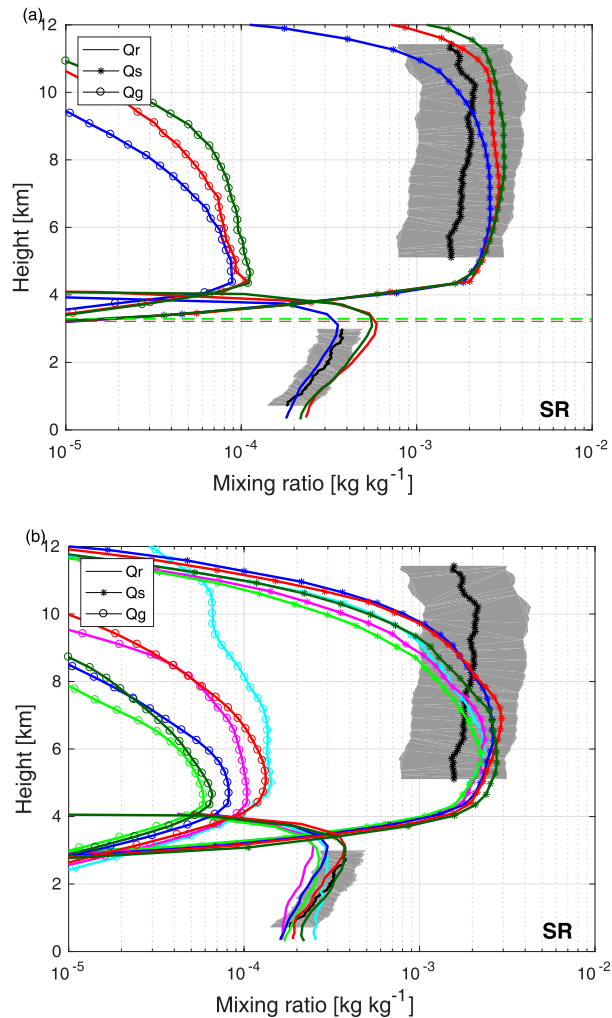 (a)
12
10
8
6
4
2
0
Height [km]
Qr
Qs
Qg
SR
10-5
10-4
10-3
10-2
Mixing ratio [kg kg-1]
(b)
12
10
8
6
4
2
0
Height [km]
Qr
Qs
Qg
SR
10-5
10-4
10-3
10-2
Mixing ratio [kg kg-1]